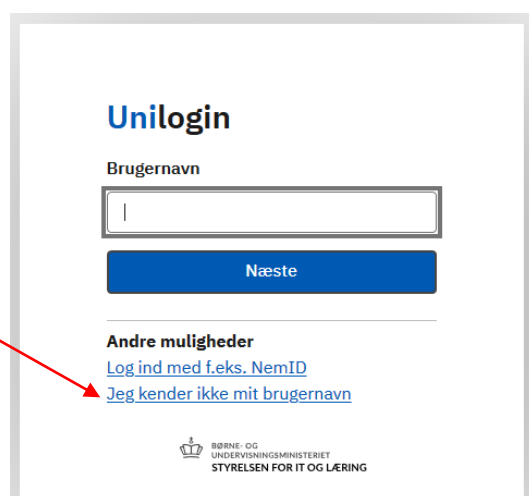 Unilogin
Brugernavn
Næste
Andre muligheder
Log ind med f.eks. NemID
Jeg kender ikke mit brugernavn
BØRNE- OG
UNDERVISNINGSMINISTERIET
STYRELSEN FOR IT OG LÆRING